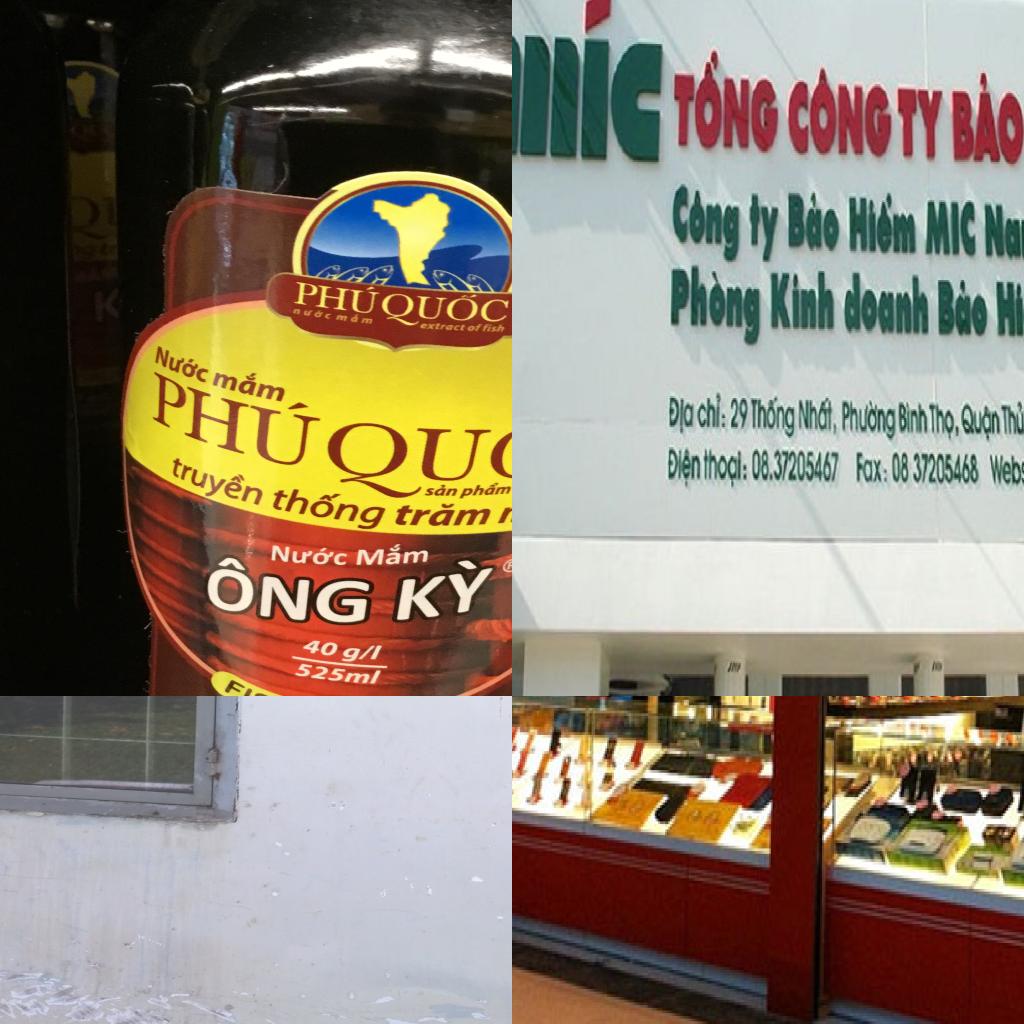 PHÚ QUỐC
nước mắm
extract of fish
Nước mắm
PHÚ QUỐ
sản phẩm
truyền thống trăm
Nước Mắm
ÔNG KỲ
®
40 g/l
525ml
FIS
MIC
TỔNG CÔNG TY BẢO
Công ty Bảo Hiểm MIC Nam
Phòng Kinh doanh Bảo Hi
Địa chỉ: 29 Thống Nhất, Phường Bình Thọ, Quận Thủ
Điện thoại: 08.37205467 Fax: 08 37205468 Webs